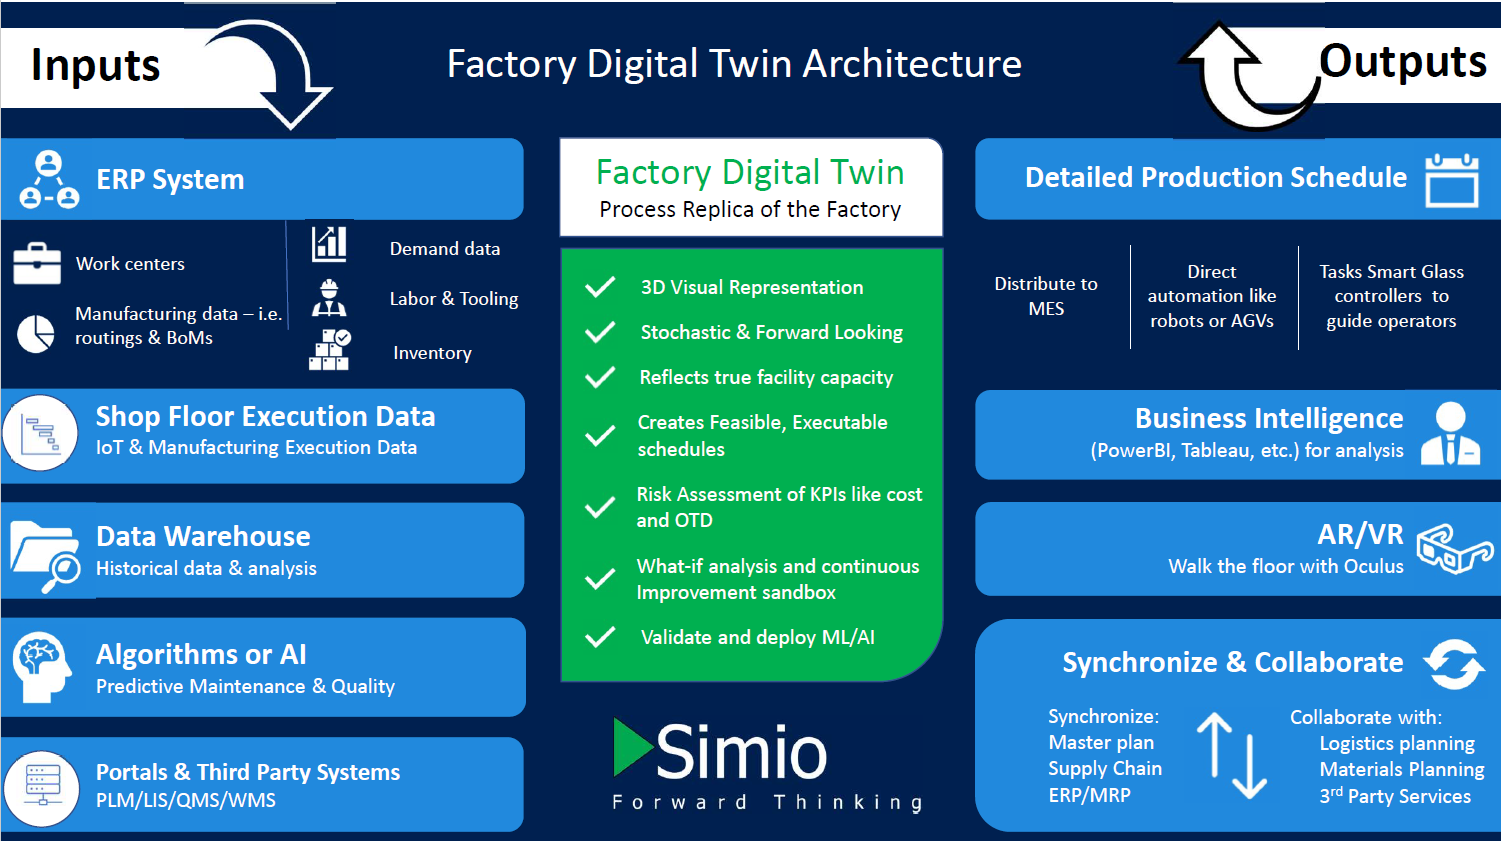 Inputs
Factory Digital Twin Architecture
Outputs
ERP System
Work centers
Manufacturing data – i.e.
routings & BoMs
Demand data
Labor & Tooling
Inventory
Shop Floor Execution Data
IoT & Manufacturing Execution Data
Data Warehouse
Historical data & analysis
Algorithms or AI
Predictive Maintenance & Quality
Portals & Third Party Systems
PLM/LIS/QMS/WMS
Factory Digital Twin
Process Replica of the Factory
3D Visual Representation
Stochastic & Forward Looking
Reflects true facility capacity
Creates Feasible, Executable
schedules
Risk Assessment of KPIs like cost
and OTD
What-if analysis and continuous
Improvement sandbox
Validate and deploy ML/AI
Simio
Forward Thinking
Detailed Production Schedule
Distribute to
MES
Direct
automation like
robots or AGVs
Tasks Smart Glass
controllers to
guide operators
Business Intelligence
(PowerBI, Tableau, etc.) for analysis
AR/VR
Walk the floor with Oculus
Synchronize & Collaborate
Synchronize:
Master plan
Supply Chain
ERP/MRP
Collaborate with:
Logistics planning
Materials Planning
3rd Party Services